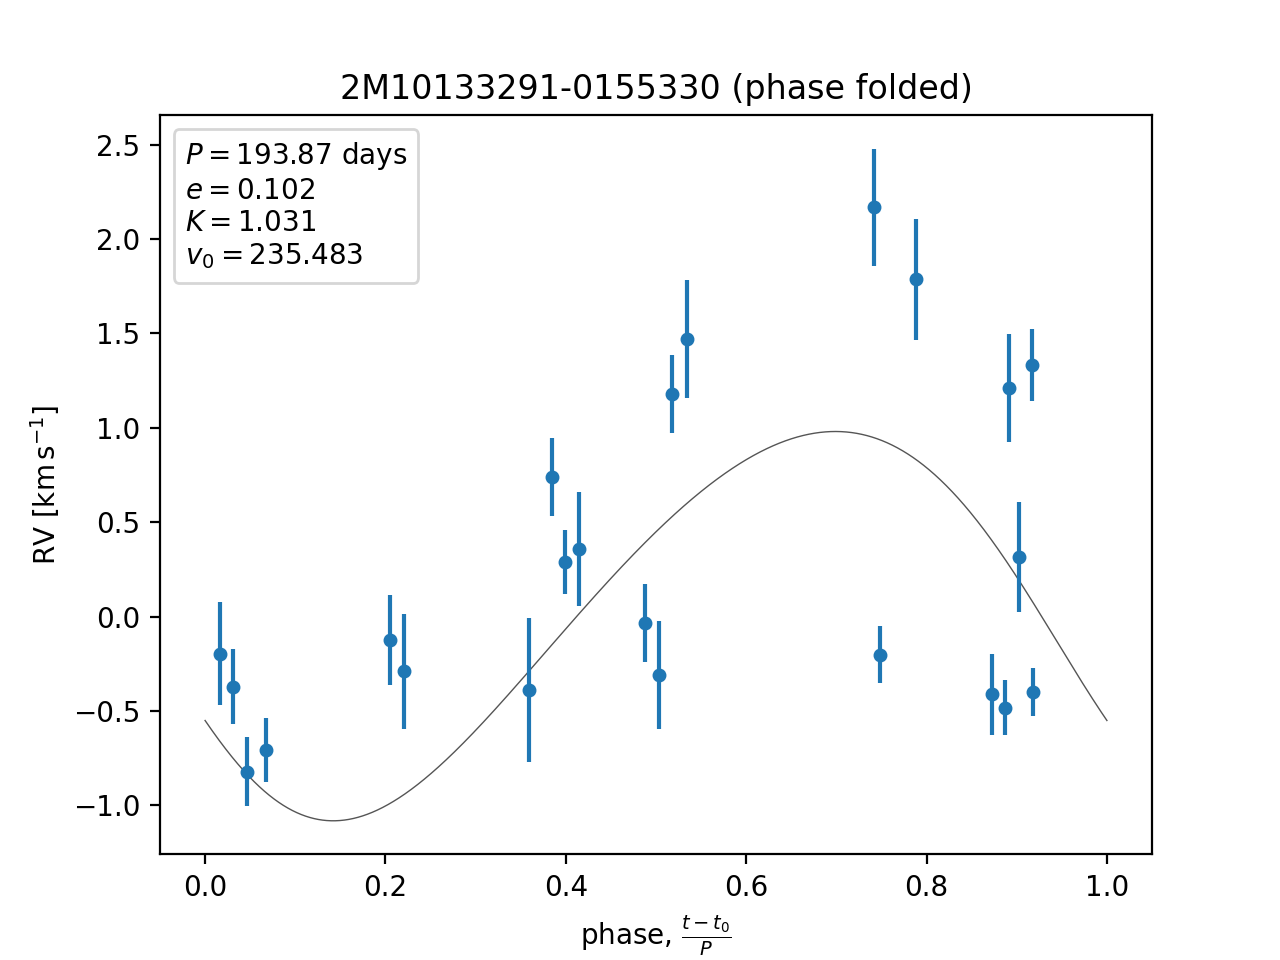 2M10133291-0155330 (phase folded)
P = 193.87 days
e = 0.102
K = 1.031
v₀ = 235.483
2.5
2.0
1.5
1.0
0.5
0.0
−0.5
−1.0
RV [km s⁻¹]
0.0 0.2 0.4 0.6 0.8 1.0
phase, (t − t₀)/P